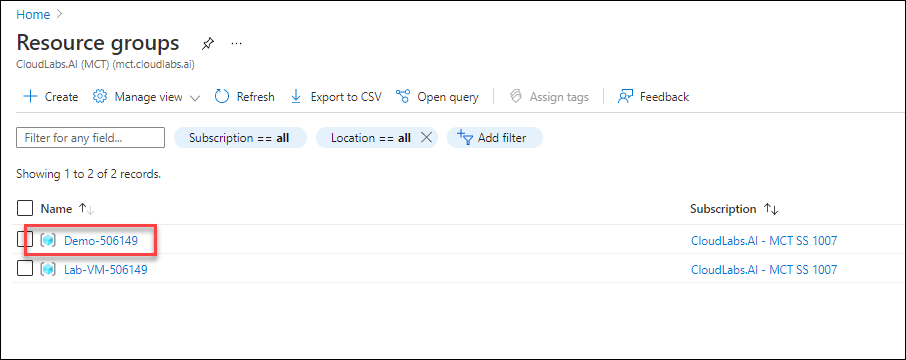 Home
Resource groups
CloudLabs.AI (MCT) (mct.cloudlabs.ai)
Create Manage view Refresh Export to CSV Open query Assign tags Feedback
Filter for any field... Subscription == all Location == all Add filter
Showing 1 to 2 of 2 records.
Name Subscription
Demo-506149 CloudLabs.AI - MCT SS 1007
Lab-VM-506149 CloudLabs.AI - MCT SS 1007